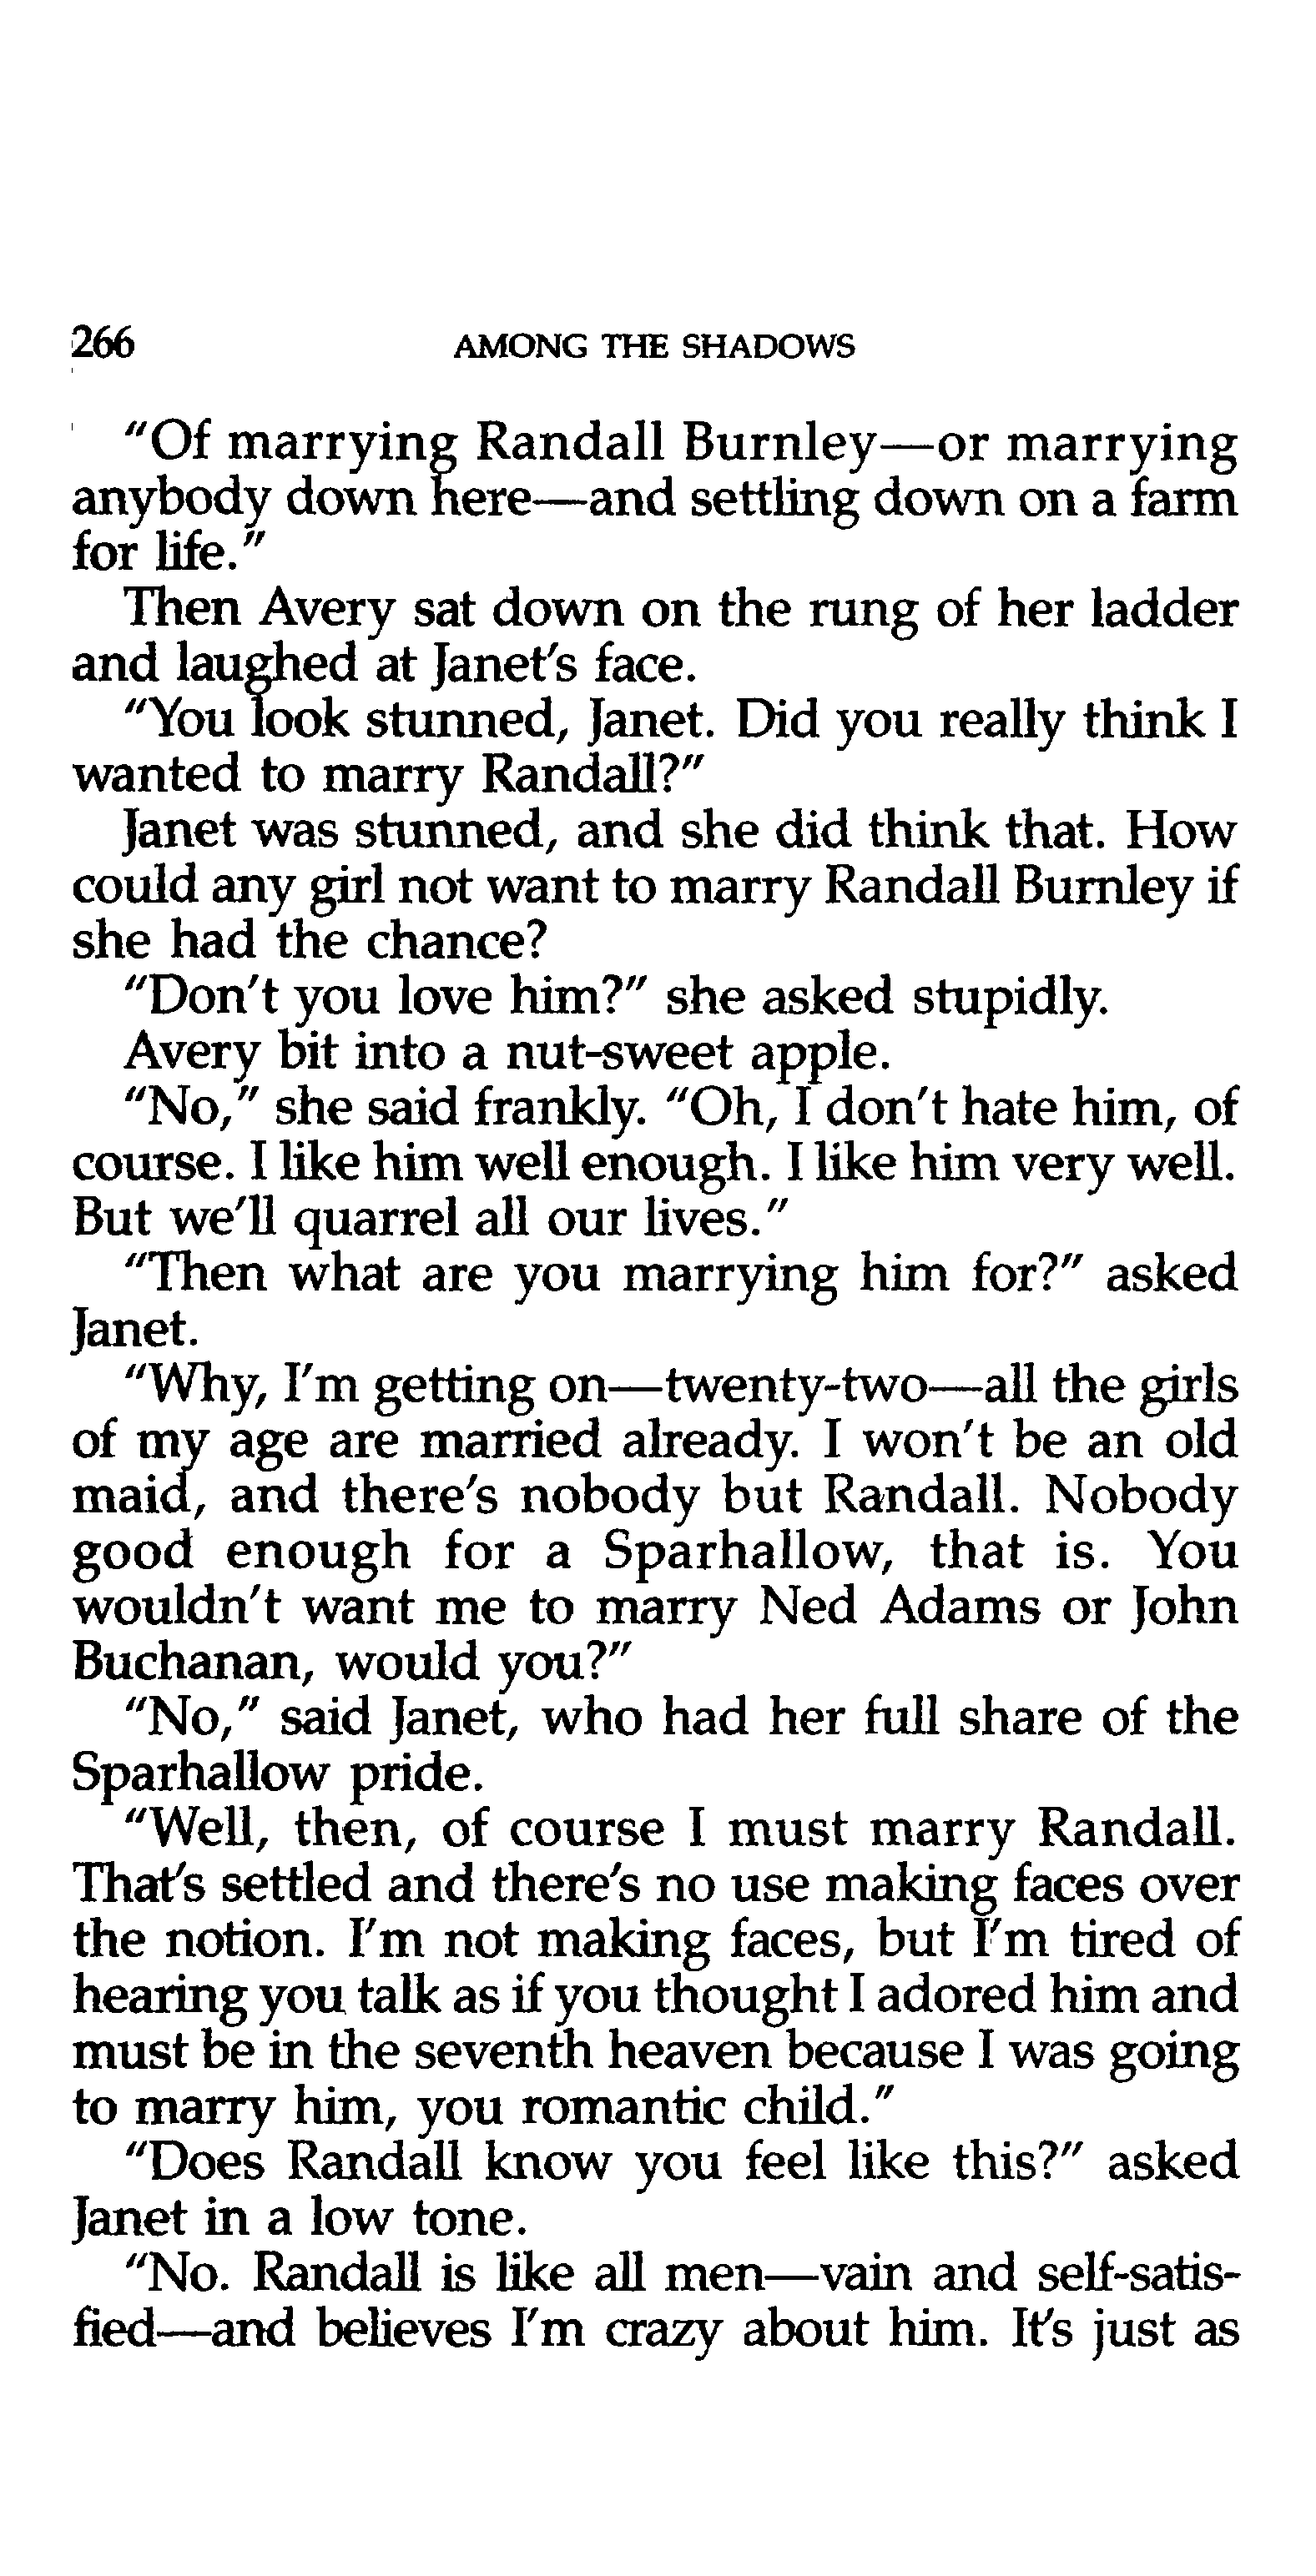 266 AMONG THE SHADOWS
"Of marrying Randall Burnley—or marrying
anybody down here—and settling down on a farm
for life."
Then Avery sat down on the rung of her ladder
and laughed at Janet's face.
"You look stunned, Janet. Did you really think I
wanted to marry Randall?"
Janet was stunned, and she did think that. How
could any girl not want to marry Randall Burnley if
she had the chance?
"Don't you love him?" she asked stupidly.
Avery bit into a nut-sweet apple.
"No," she said frankly. "Oh, I don't hate him, of
course. I like him well enough. I like him very well.
But we'll quarrel all our lives."
"Then what are you marrying him for?" asked
Janet.
"Why, I'm getting on—twenty-two—all the girls
of my age are married already. I won't be an old
maid, and there's nobody but Randall. Nobody
good enough for a Sparhallow, that is. You
wouldn't want me to marry Ned Adams or John
Buchanan, would you?"
"No," said Janet, who had her full share of the
Sparhallow pride.
"Well, then, of course I must marry Randall.
That's settled and there's no use making faces over
the notion. I'm not making faces, but I'm tired of
hearing you talk as if you thought I adored him and
must be in the seventh heaven because I was going
to marry him, you romantic child."
"Does Randall know you feel like this?" asked
Janet in a low tone.
"No. Randall is like all men—vain and self-satis-
fied—and believes I'm crazy about him. It's just as